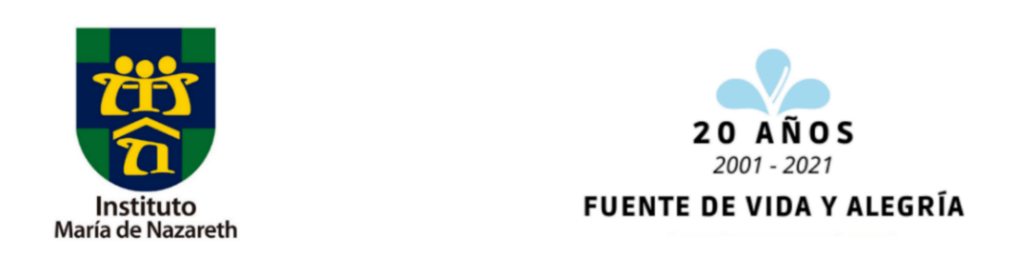 Instituto
María de Nazareth
20 AÑOS
2001 - 2021
FUENTE DE VIDA Y ALEGRÍA